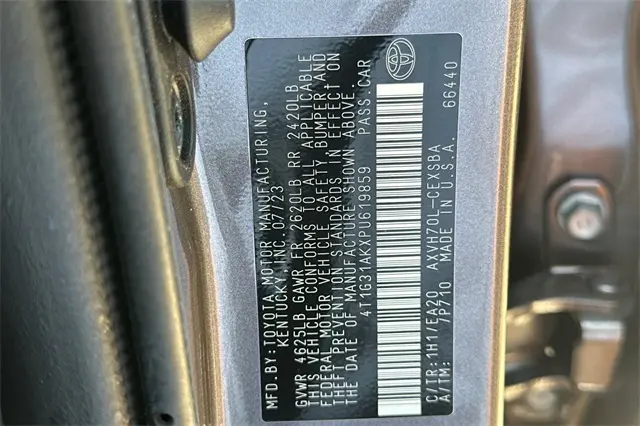 MFD.BY:TOYOTA MOTOR MANUFACTURING,
KENTUCKY, INC. 07/23
GVWR 4625LB GAWR FR 2620LB RR 2420LB
THIS VEHICLE CONFORMS TO ALL APPLICABLE
FEDERAL MOTOR VEHICLE SAFETY, BUMPER AND
THEFT PREVENTION STANDARDS IN EFFECT ON
THE DATE OF MANUFACTURE SHOWN ABOVE.
4T1G31AKXPU619859 PASS.CAR
C/TR:1H1/EA20 AXVH70L-CEXSBA
A/TM: 7P710 MADE IN U.S.A. 66440